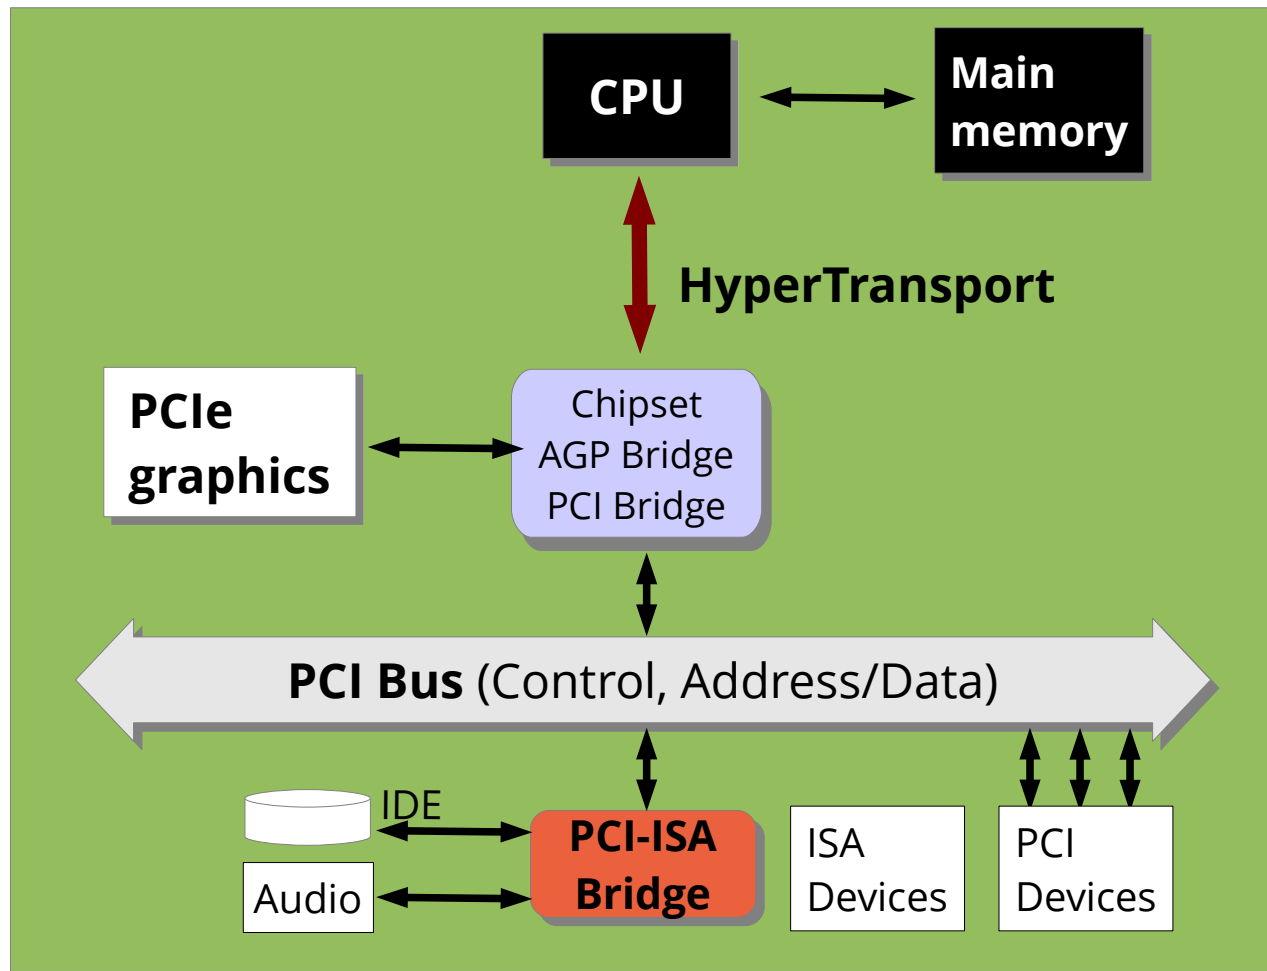 CPU
Main
memory
HyperTransport
PCIe
graphics
Chipset
AGP Bridge
PCI Bridge
PCI Bus (Control, Address/Data)
IDE
Audio
PCI-ISA
Bridge
ISA
Devices
PCI
Devices